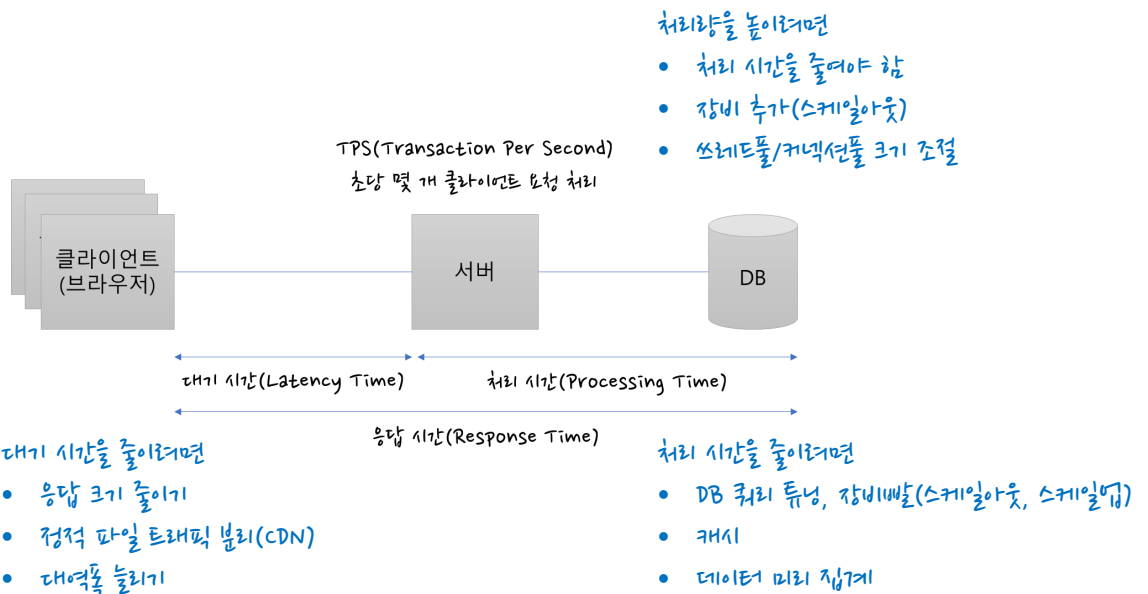 처리량을 높이려면
• 처리 시간을 줄여야 함
• 장비 추가(스케일아웃)
• 쓰레드풀/커넥션풀 크기 조절
TPS(Transaction Per Second)
초당 몇 개 클라이언트 요청 처리
클라이언트
(브라우저)
서버
DB
대기 시간(Latency Time)
처리 시간(Processing Time)
응답 시간(Response Time)
대기 시간을 줄이려면
• 응답 크기 줄이기
• 정적 파일 트래픽 분리(CDN)
• 대역폭 늘리기
처리 시간을 줄이려면
• DB 쿼리 튜닝, 장비빨(스케일아웃, 스케일업)
• 캐시
• 데이터 미리 집계